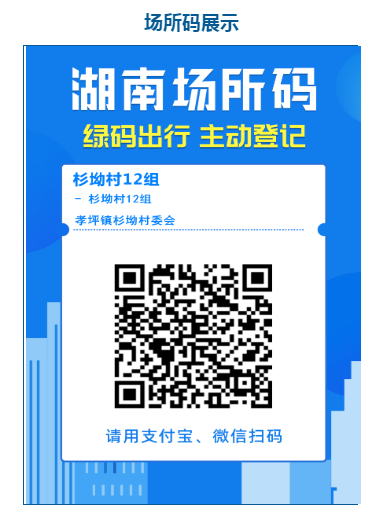 场所码展示
湖南场所码
绿码出行 主动登记
杉坳村12组
- 杉坳村12组
孝坪镇杉坳村委会
请用支付宝、微信扫码